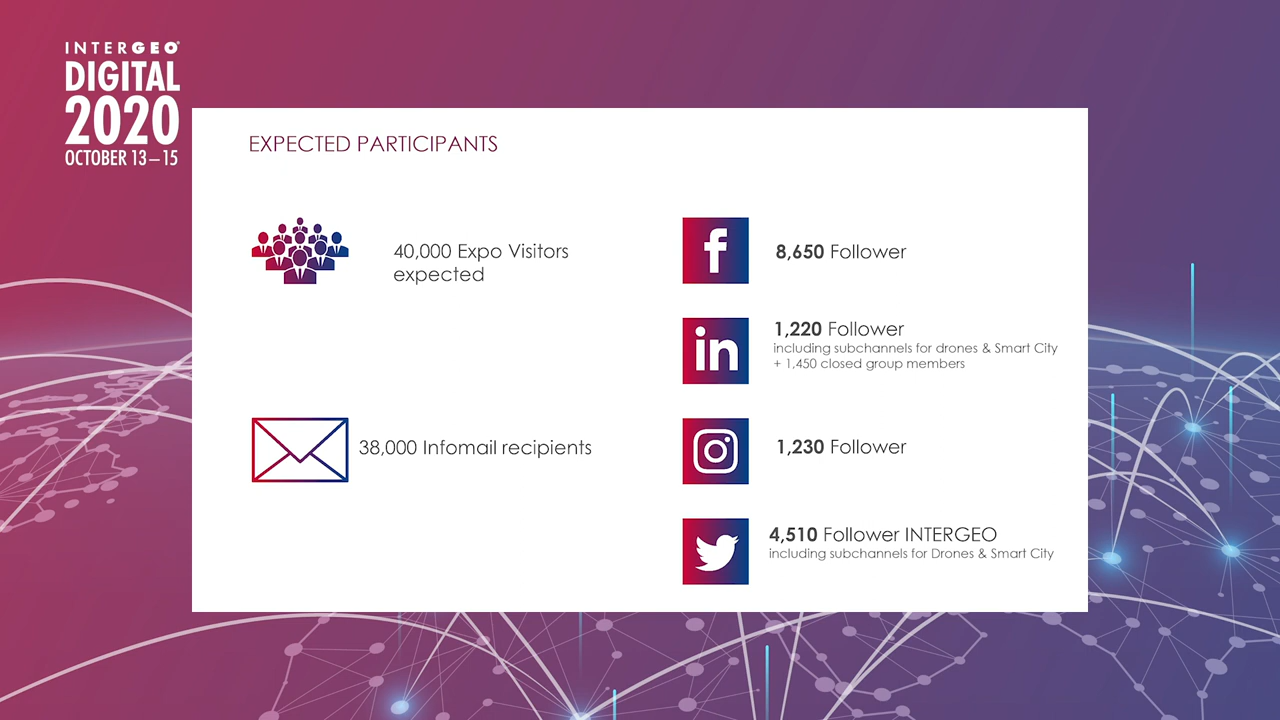 INTERGEO®
DIGITAL
2020
OCTOBER 13–15
EXPECTED PARTICIPANTS
40,000 Expo Visitors
expected
38,000 Infomail recipients
8,650 Follower
1,220 Follower
including subchannels for drones & Smart City
+ 1,450 closed group members
1,230 Follower
4,510 Follower INTERGEO
including subchannels for Drones & Smart City